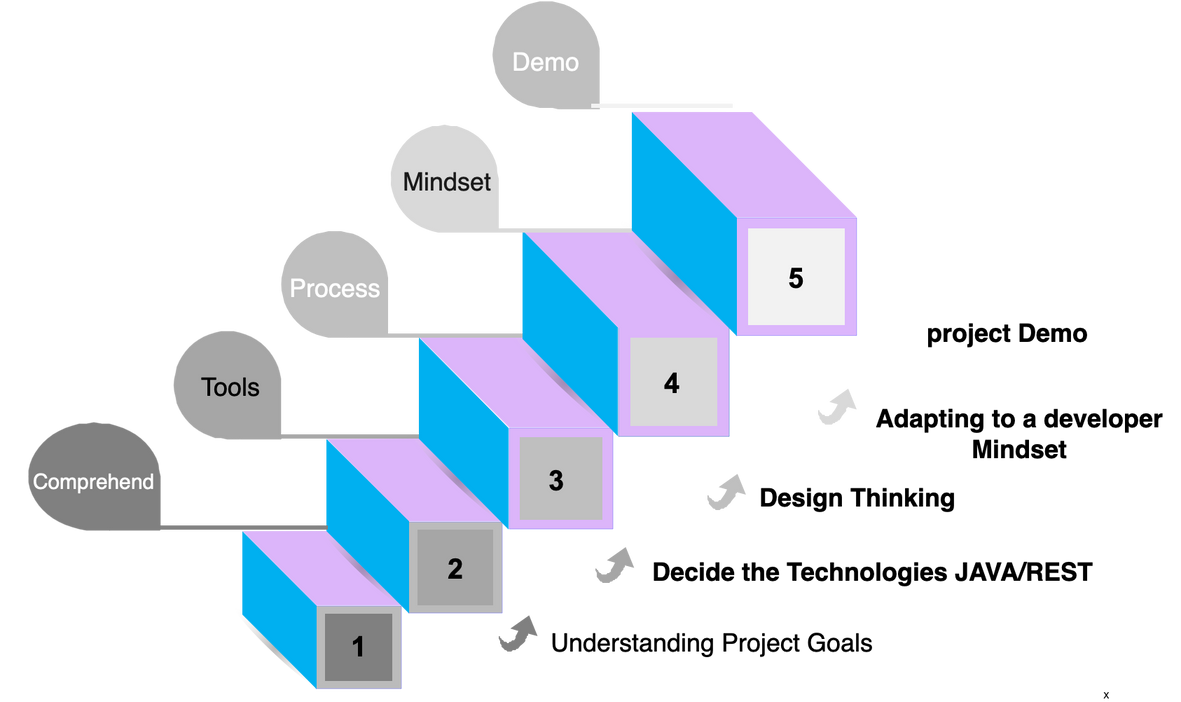 Demo
Mindset
Process
Tools
Comprehend
5
4
3
2
1
project Demo
Adapting to a developer
Mindset
Design Thinking
Decide the Technologies JAVA/REST
Understanding Project Goals
x